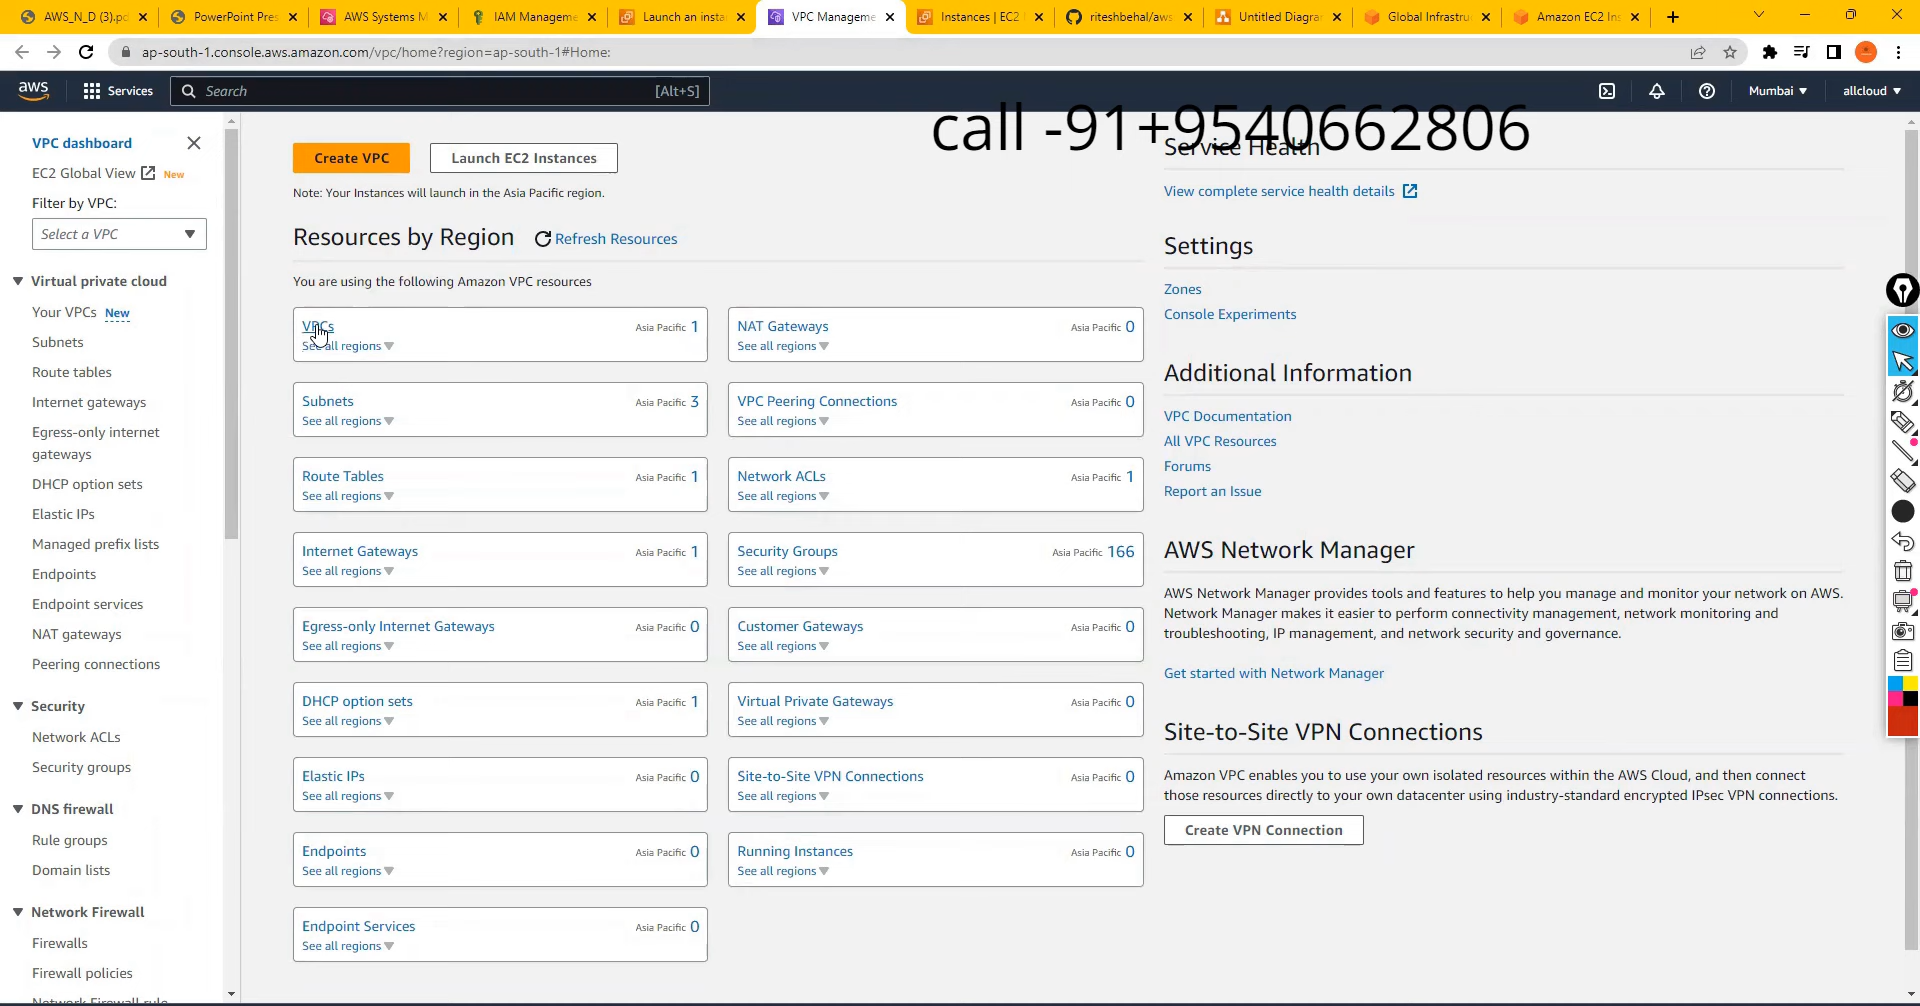 AWS_N_D (3).pd
PowerPoint Pres
AWS Systems M
IAM Manageme
Launch an insta
VPC Manageme
Instances | EC2 
riteshbehal/aws
Untitled Diagra
Global Infrastru
Amazon EC2 Ins
ap-south-1.console.aws.amazon.com/vpc/home?region=ap-south-1#Home:
aws
Services
Search
[Alt+S]
Mumbai
allcloud
call -91+9540662806
VPC dashboard
EC2 Global View
New
Filter by VPC:
Select a VPC
Virtual private cloud
Your VPCs New
Subnets
Route tables
Internet gateways
Egress-only internet
gateways
DHCP option sets
Elastic IPs
Managed prefix lists
Endpoints
Endpoint services
NAT gateways
Peering connections
Security
Network ACLs
Security groups
DNS firewall
Rule groups
Domain lists
Network Firewall
Firewalls
Firewall policies
Network Firewall rule
Create VPC
Launch EC2 Instances
Note: Your Instances will launch in the Asia Pacific region.
Resources by Region
Refresh Resources
You are using the following Amazon VPC resources
VPCs
Asia Pacific 1
See all regions
NAT Gateways
Asia Pacific 0
See all regions
Subnets
Asia Pacific 3
See all regions
VPC Peering Connections
Asia Pacific 0
See all regions
Route Tables
Asia Pacific 1
See all regions
Network ACLs
Asia Pacific 1
See all regions
Internet Gateways
Asia Pacific 1
See all regions
Security Groups
Asia Pacific 166
See all regions
Egress-only Internet Gateways
Asia Pacific 0
See all regions
Customer Gateways
Asia Pacific 0
See all regions
DHCP option sets
Asia Pacific 1
See all regions
Virtual Private Gateways
Asia Pacific 0
See all regions
Elastic IPs
Asia Pacific 0
See all regions
Site-to-Site VPN Connections
Asia Pacific 0
See all regions
Endpoints
Asia Pacific 0
See all regions
Running Instances
Asia Pacific 0
See all regions
Endpoint Services
Asia Pacific 0
See all regions
Service Health
View complete service health details
Settings
Zones
Console Experiments
Additional Information
VPC Documentation
All VPC Resources
Forums
Report an Issue
AWS Network Manager
AWS Network Manager provides tools and features to help you manage and monitor your network on AWS.
Network Manager makes it easier to perform connectivity management, network monitoring and
troubleshooting, IP management, and network security and governance.
Get started with Network Manager
Site-to-Site VPN Connections
Amazon VPC enables you to use your own isolated resources within the AWS Cloud, and then connect
those resources directly to your own datacenter using industry-standard encrypted IPsec VPN connections.
Create VPN Connection